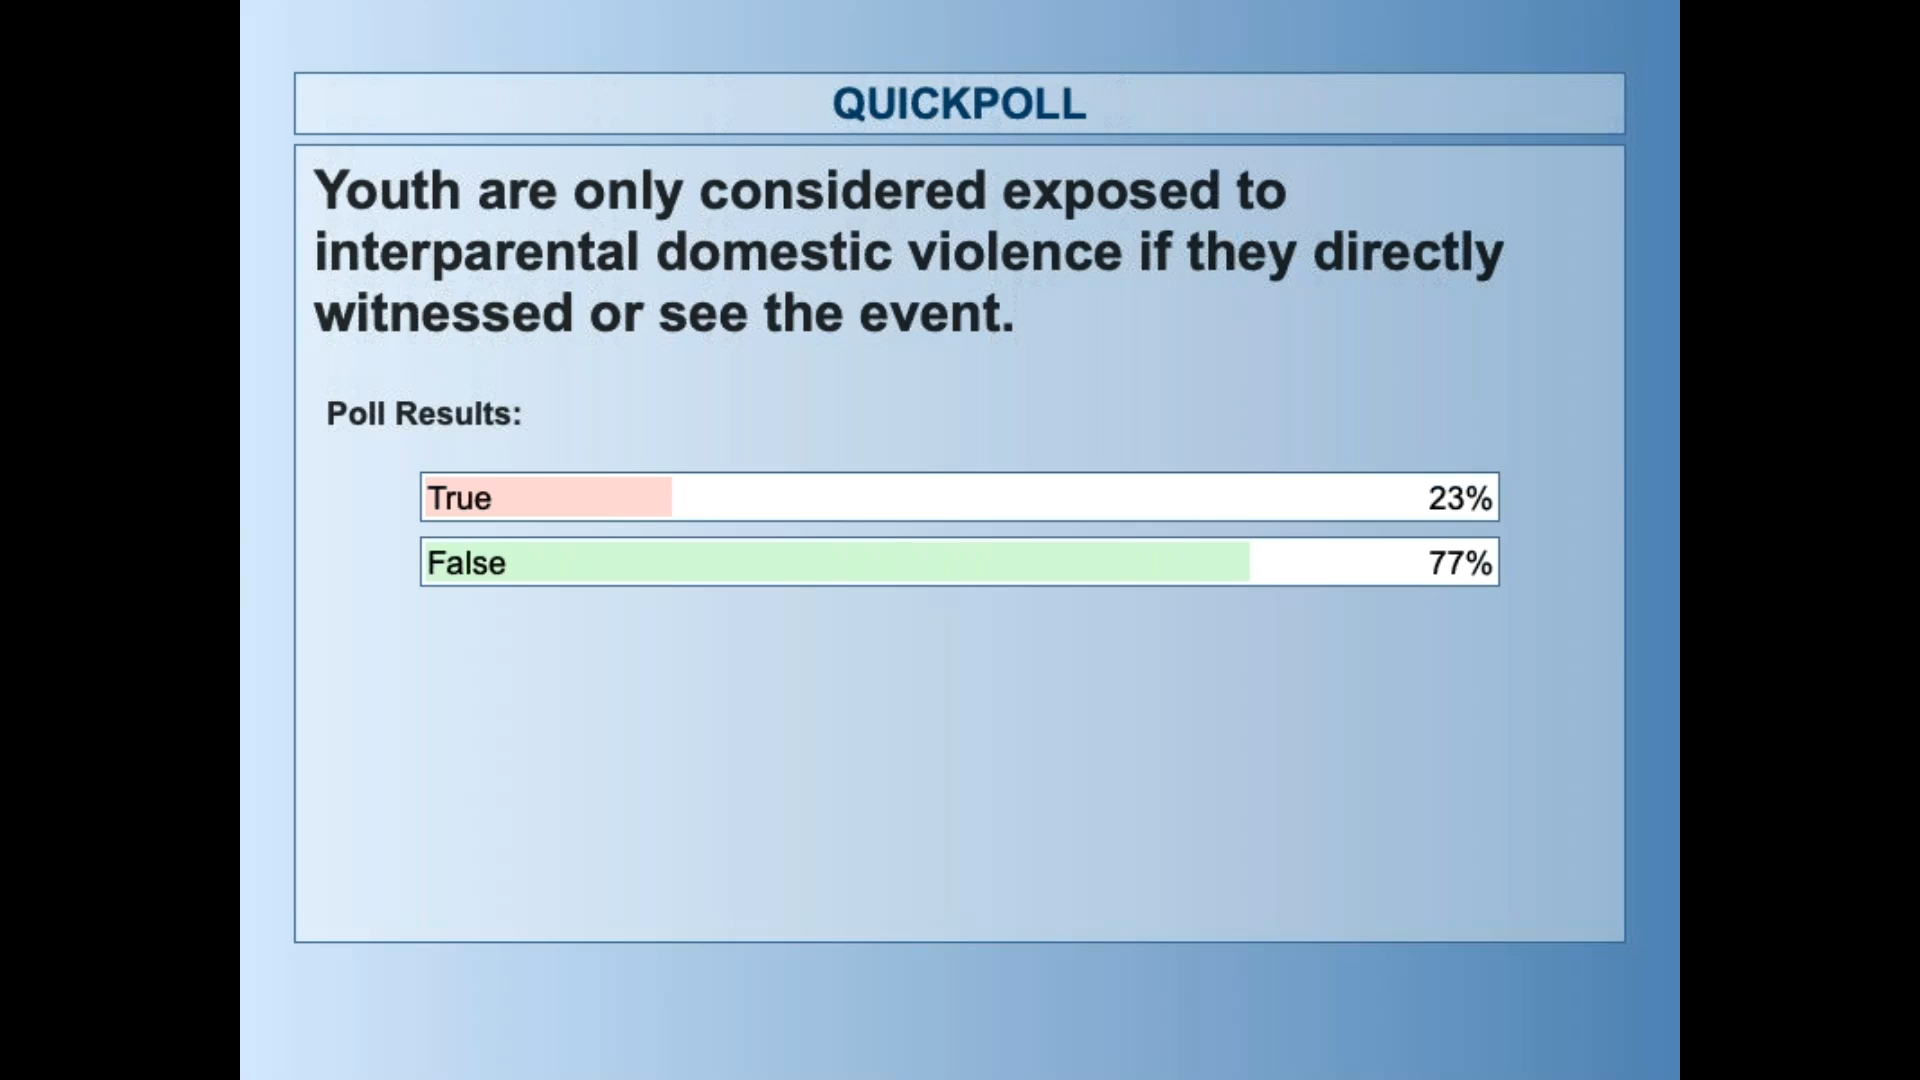 QUICKPOLL
Youth are only considered exposed to
interparental domestic violence if they directly
witnessed or see the event.
Poll Results:
True 23%
False 77%